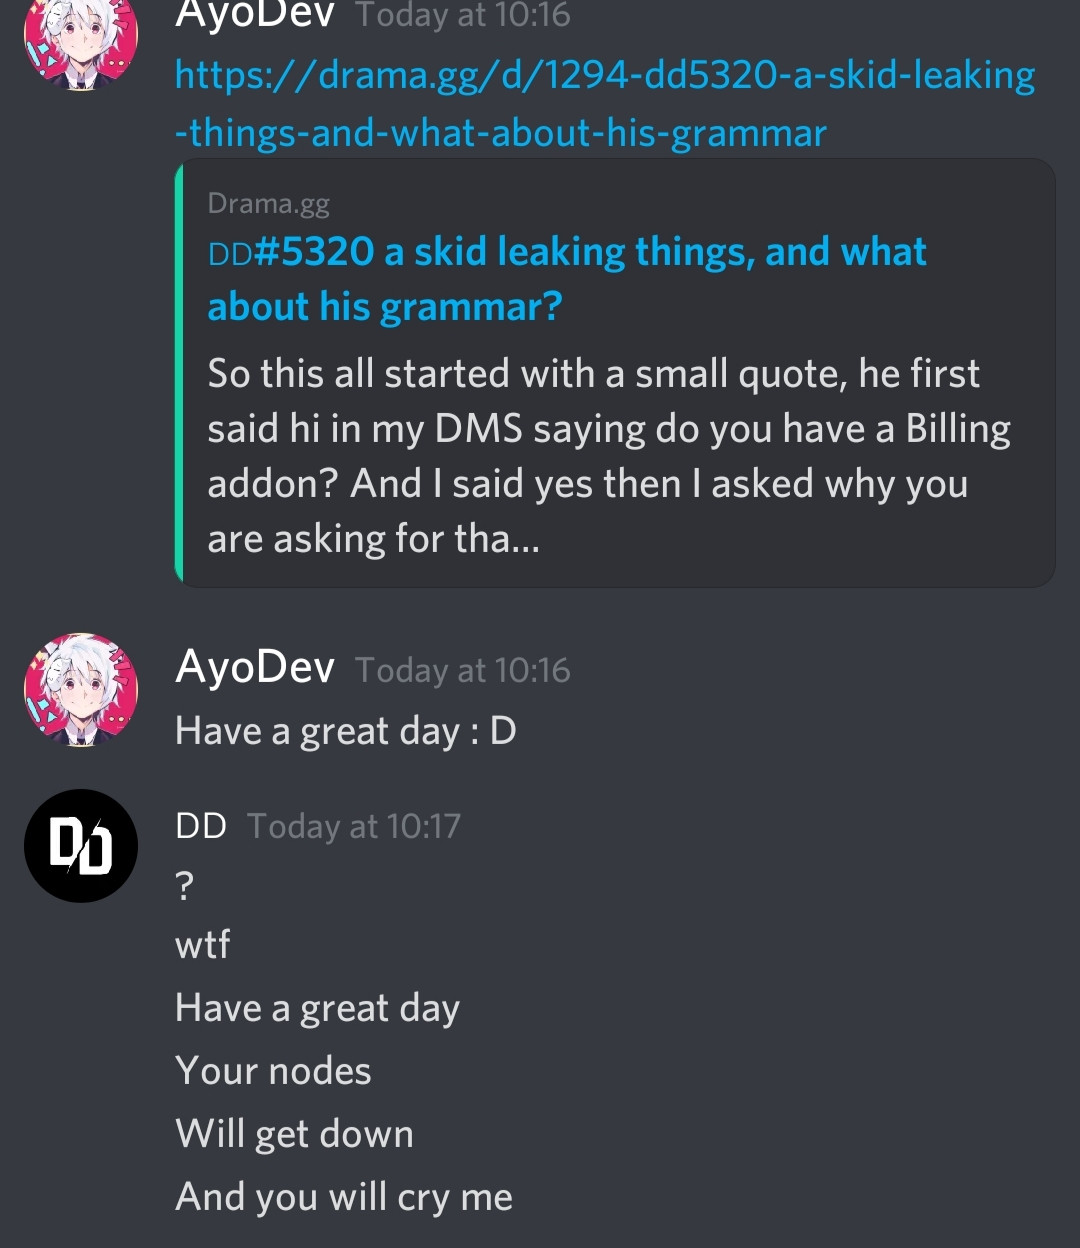 AyoDev Today at 10:16
https://drama.gg/d/1294-dd5320-a-skid-leaking
-things-and-what-about-his-grammar
Drama.gg
DD#5320 a skid leaking things, and what
about his grammar?
So this all started with a small quote, he first
said hi in my DMS saying do you have a Billing
addon? And I said yes then I asked why you
are asking for tha...
AyoDev Today at 10:16
Have a great day : D
DD
DD Today at 10:17
?
wtf
Have a great day
Your nodes
Will get down
And you will cry me